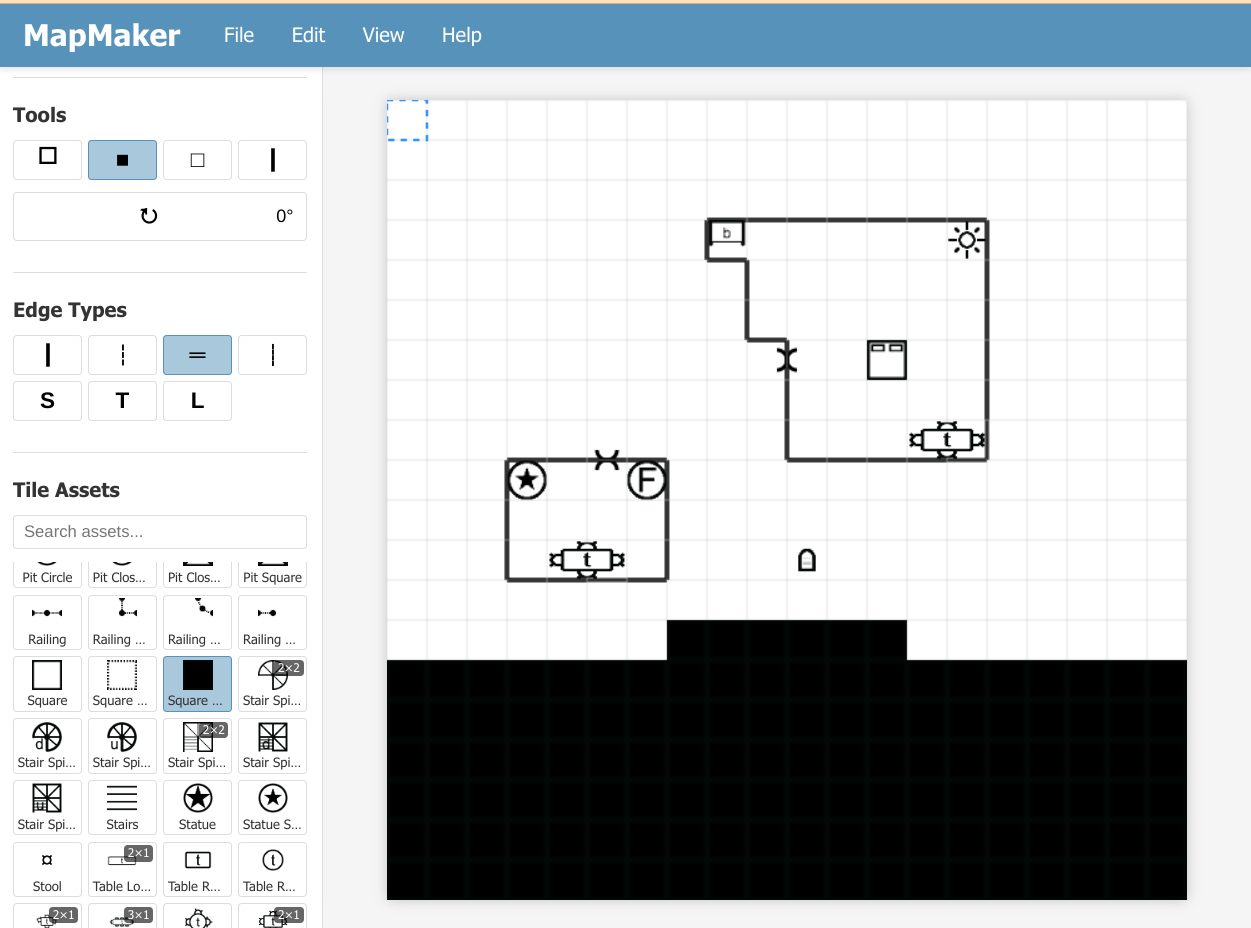 MapMaker File Edit View Help
Tools
0°
Edge Types
S T L
Tile Assets
Search assets...
Pit Circle Pit Clos... Pit Clos... Pit Square
Railing Railing ... Railing ... Railing ...
2×2
Square Square ... Square ... Stair Spi...
d u 2×2 d
Stair Spi... Stair Spi... Stair Spi... Stair Spi...
u
Stair Spi... Stairs Statue Statue S...
2×1 t t t
Stool Table Lo... Table R... Table R...
2×1 3×1 t 2×1
b
t
F
t